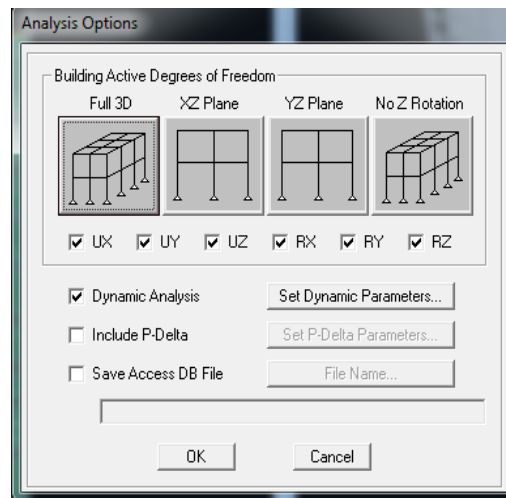 Analysis Options
Building Active Degrees of Freedom
Full 3D XZ Plane YZ Plane No Z Rotation
UX UY UZ RX RY RZ
Dynamic Analysis Set Dynamic Parameters...
Include P-Delta Set P-Delta Parameters...
Save Access DB File File Name...
OK Cancel